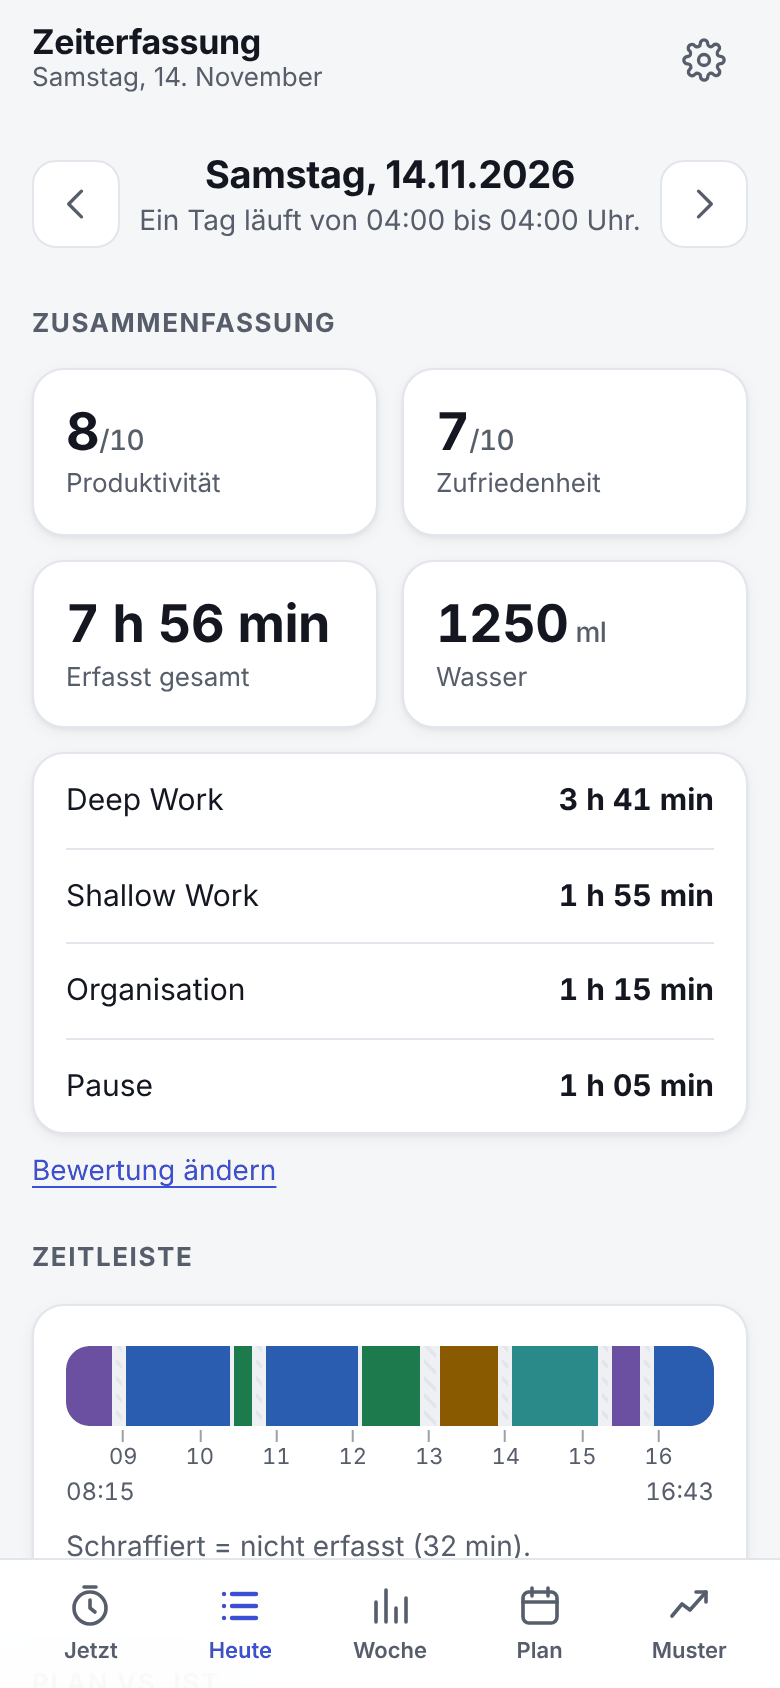 Zeiterfassung
Samstag, 14. November
Samstag, 14.11.2026
Ein Tag läuft von 04:00 bis 04:00 Uhr.
ZUSAMMENFASSUNG
8/10
Produktivität
7/10
Zufriedenheit
7 h 56 min
Erfasst gesamt
1250 ml
Wasser
Deep Work 3 h 41 min
Shallow Work 1 h 55 min
Organisation 1 h 15 min
Pause 1 h 05 min
Bewertung ändern
ZEITLEISTE
09 10 11 12 13 14 15 16
08:15 16:43
Schraffiert = nicht erfasst (32 min).
Jetzt Heute Woche Plan Muster
PLAN VS. IST